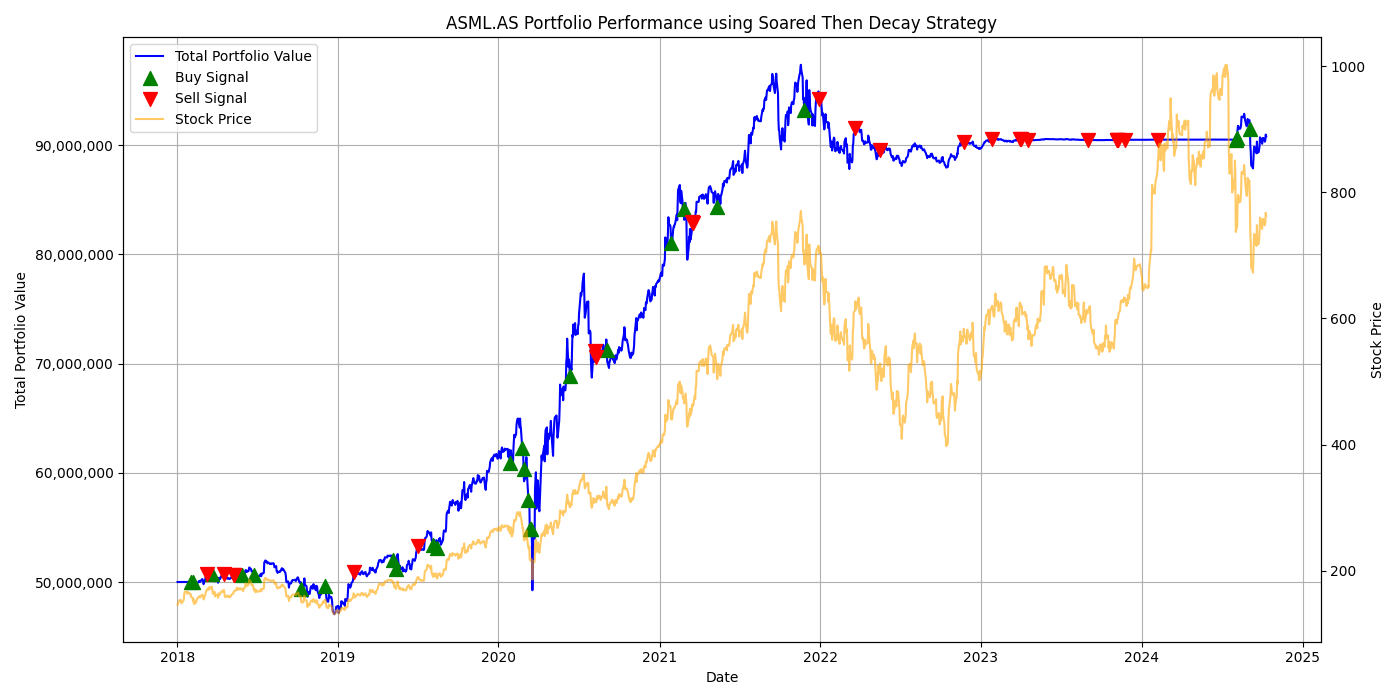 ASML.AS Portfolio Performance using Soared Then Decay Strategy
Total Portfolio Value
Buy Signal
Sell Signal
Stock Price
90,000,000
80,000,000
70,000,000
60,000,000
50,000,000
Total Portfolio Value
1000
800
600
400
200
Stock Price
2018 2019 2020 2021 2022 2023 2024 2025
Date